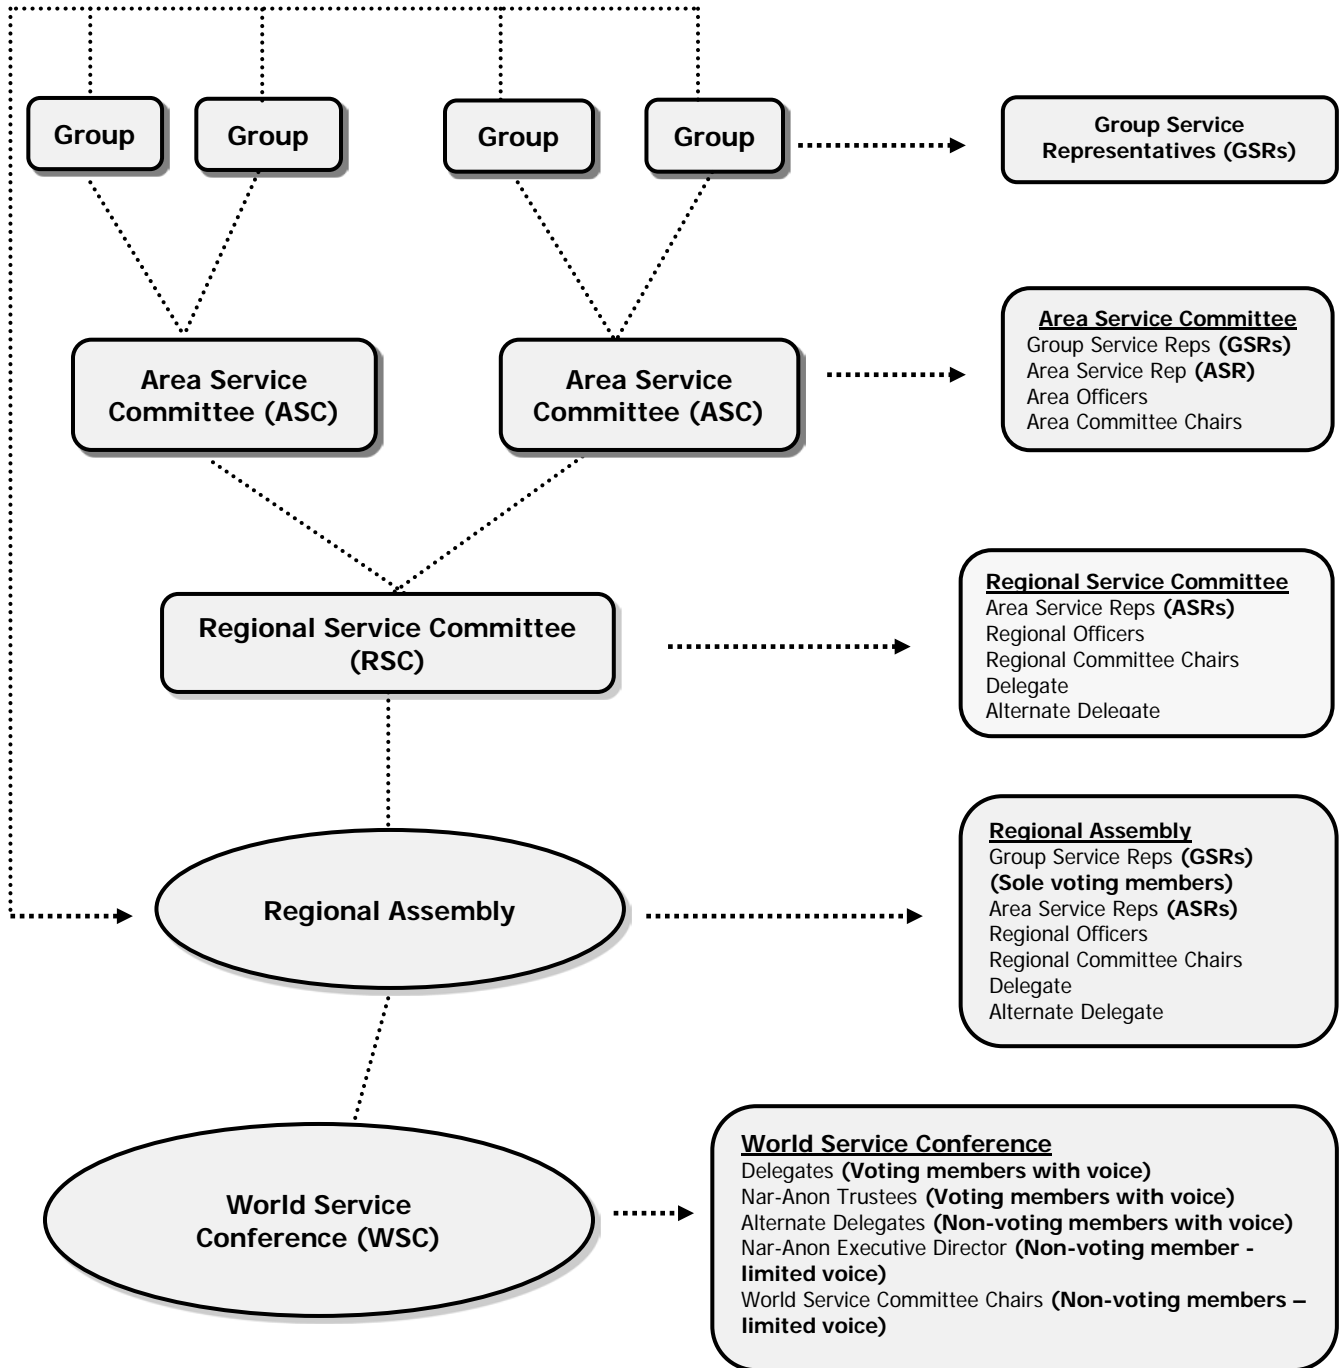 Group
Group
Group
Group
Group Service
Representatives (GSRs)
Area Service
Committee (ASC)
Area Service
Committee (ASC)
Area Service Committee
Group Service Reps (GSRs)
Area Service Rep (ASR)
Area Officers
Area Committee Chairs
Regional Service Committee
(RSC)
Regional Service Committee
Area Service Reps (ASRs)
Regional Officers
Regional Committee Chairs
Delegate
Alternate Delegate
Regional Assembly
Regional Assembly
Group Service Reps (GSRs)
(Sole voting members)
Area Service Reps (ASRs)
Regional Officers
Regional Committee Chairs
Delegate
Alternate Delegate
World Service
Conference (WSC)
World Service Conference
Delegates (Voting members with voice)
Nar-Anon Trustees (Voting members with voice)
Alternate Delegates (Non-voting members with voice)
Nar-Anon Executive Director (Non-voting member -
limited voice)
World Service Committee Chairs (Non-voting members –
limited voice)